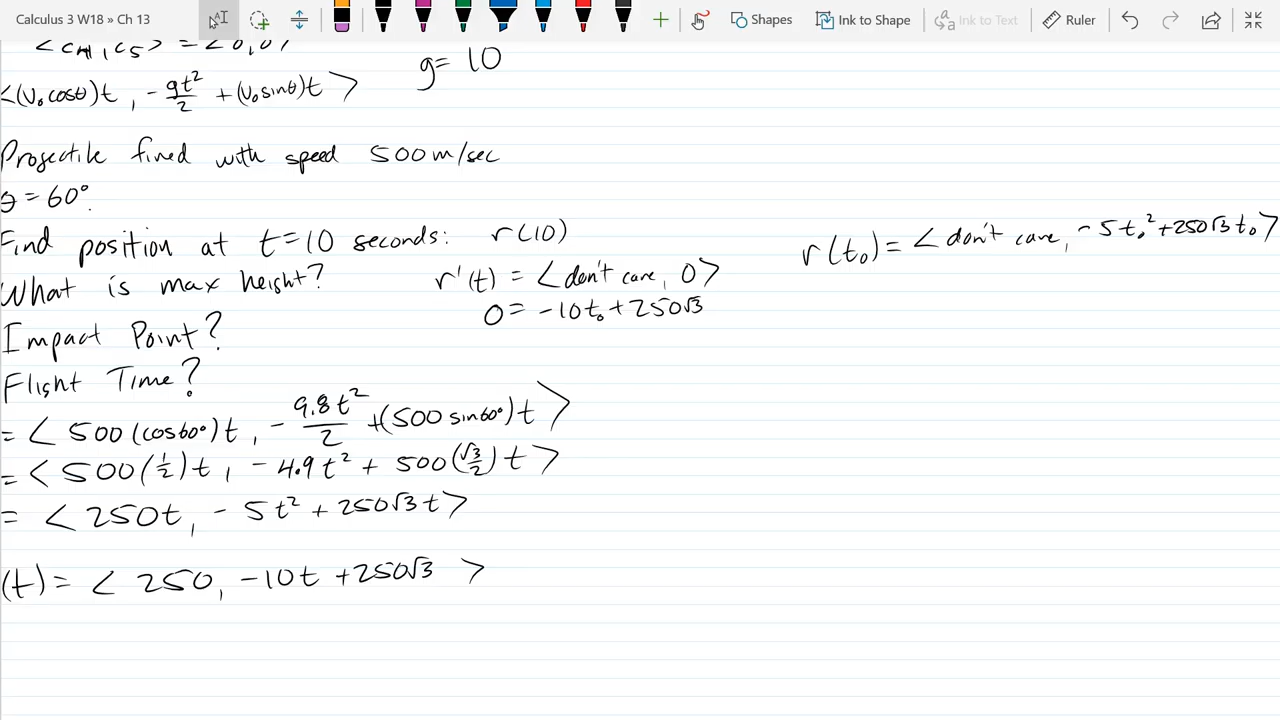 Calculus 3 W18 » Ch 13
Shapes
Ink to Shape
Ink to Text
Ruler
= <0,0>
g = 10
<(v₀cosθ)t, -gt²/2 + (v₀sinθ)t>
Projectile fired with speed 500 m/sec
θ = 60°.
Find position at t=10 seconds: r(10)
What is max height?
r'(t) = <don't care, 0>
0 = -10t₀ + 250√3
r(t₀) = <don't care, -5t₀² + 250√3 t₀>
Impact Point?
Flight Time?
= <500(cos60°)t, -9.8t²/2 + (500 sin60°)t>
= <500(1/2)t, -4.9t² + 500(√3/2)t>
= <250t, -5t² + 250√3t>
(t) = <250, -10t + 250√3>